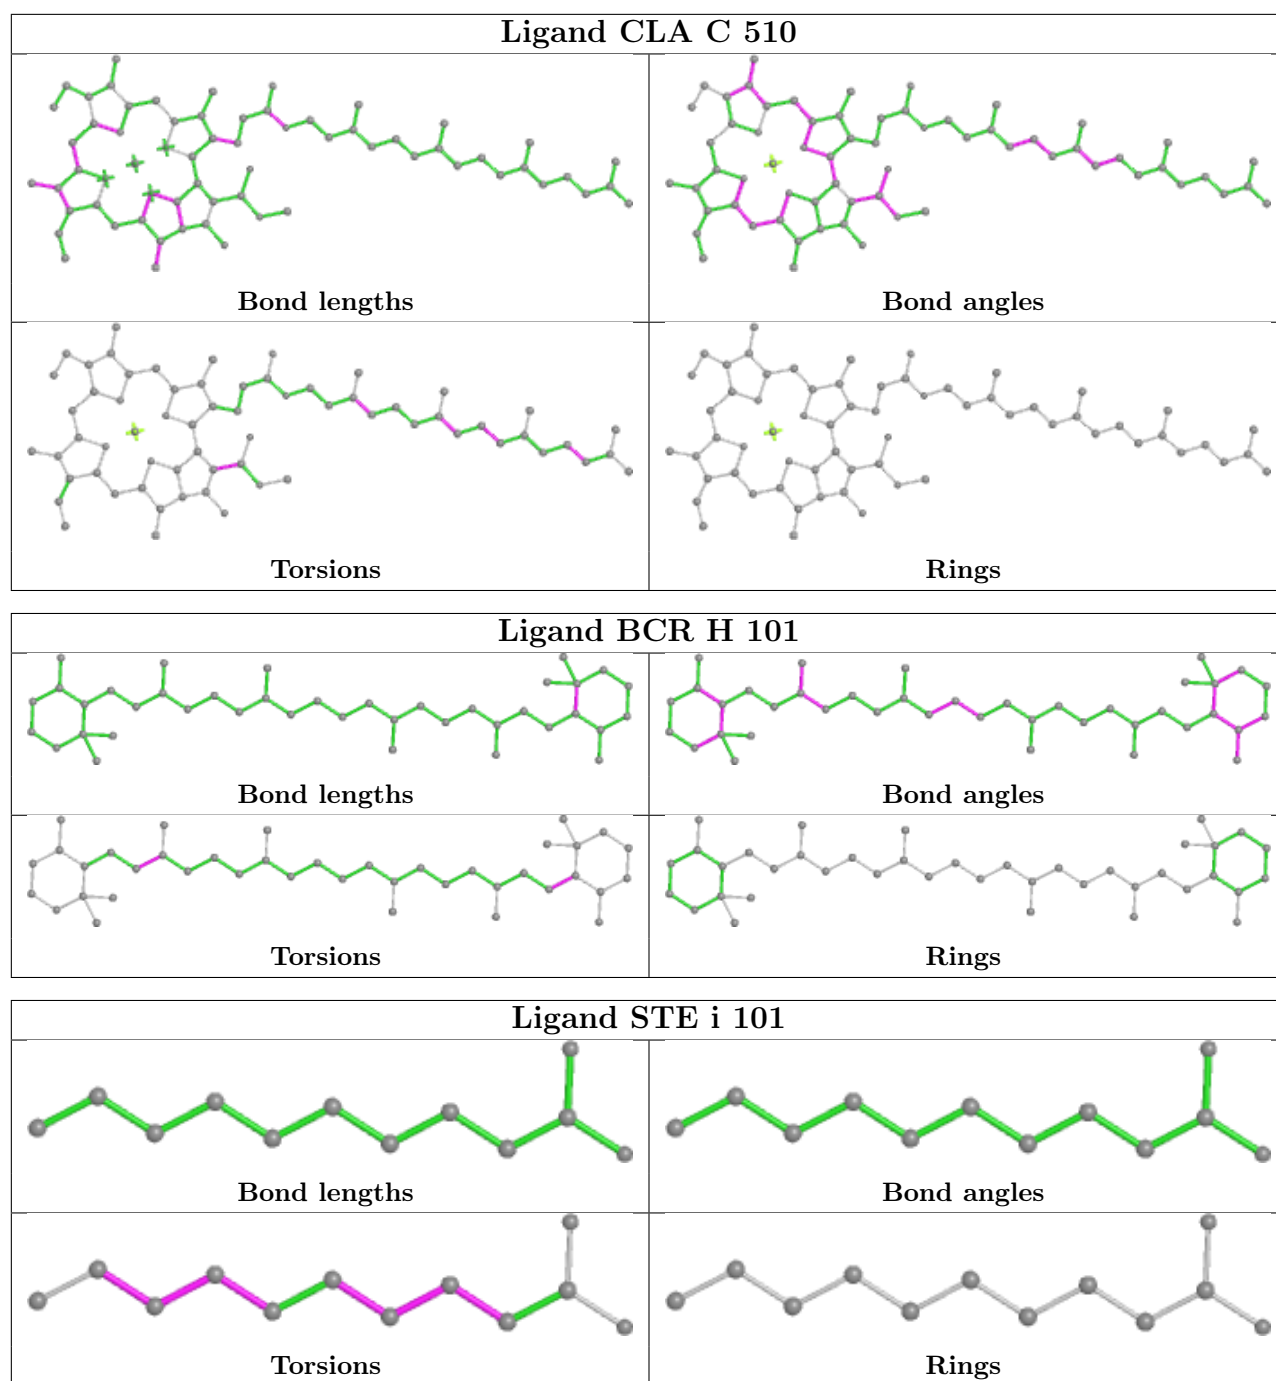 Ligand CLA C 510
Bond lengths
Bond angles
Torsions
Rings
Ligand BCR H 101
Bond lengths
Bond angles
Torsions
Rings
Ligand STE i 101
Bond lengths
Bond angles
Torsions
Rings